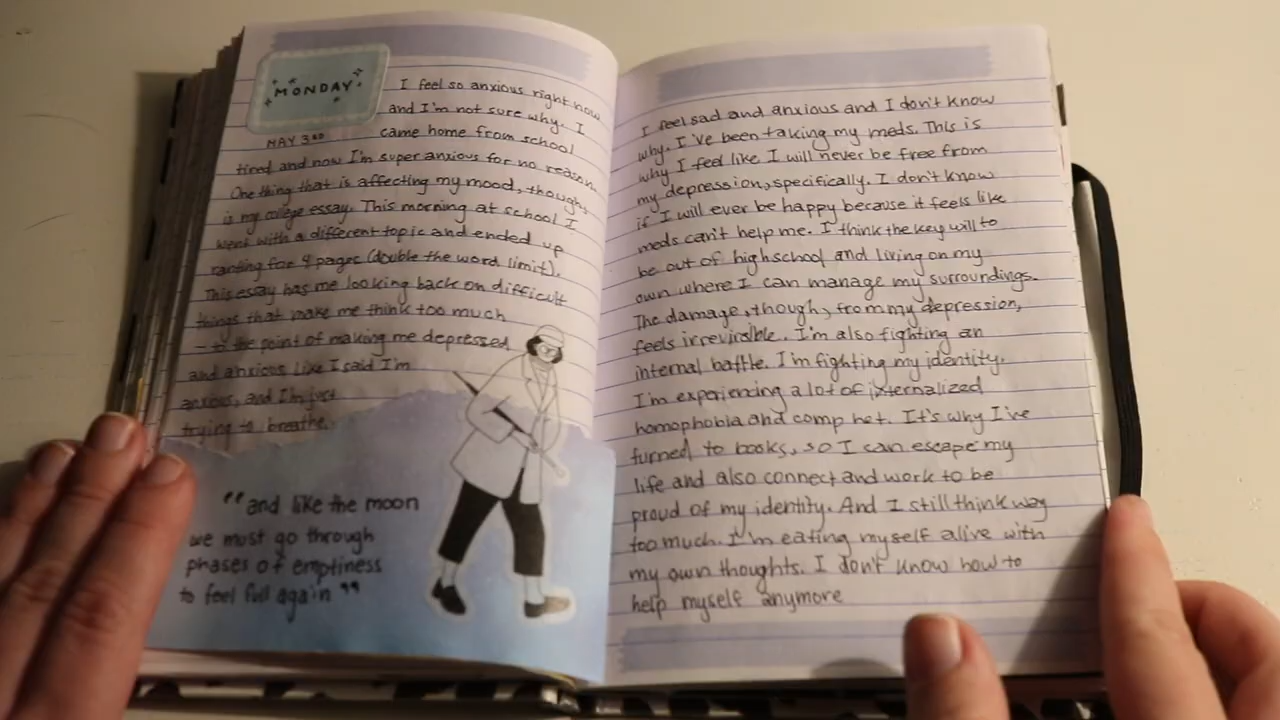 MONDAY
MAY 3RD
I feel so anxious right now
and I'm not sure why. I
came home from school
tired and now I'm super anxious for no reason.
One thing that is affecting my mood, though,
is my college essay. This morning at school I
went with a different topic and ended up
ranting for 4 pages (double the word limit).
This essay has me looking back on difficult
things that make me think too much
- to the point of making me depressed
and anxious. Like I said I'm
anxious, and I'm just
trying to breathe.
"and like the moon
we must go through
phases of emptiness
to feel full again"
I feel sad and anxious and I don't know
why. I've been taking my meds. This is
why I feel like I will never be free from
my depression, specifically. I don't know
if I will ever be happy because it feels like
meds can't help me. I think the key will to
be out of highschool and living on my
own where I can manage my surroundings.
The damage, though, from my depression,
feels irreversible. I'm also fighting an
internal battle. I'm fighting my identity.
I'm experiencing a lot of internalized
homophobia and comp het. It's why I've
turned to books, so I can escape my
life and also connect and work to be
proud of my identity. And I still think way
too much. I'm eating myself alive with
my own thoughts. I don't know how to
help myself anymore